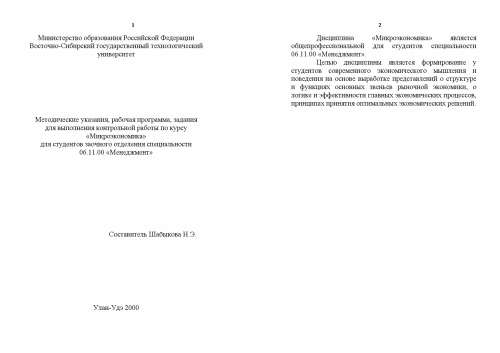 1
Министерство образования Российской Федерации
Восточно-Сибирский государственный технологический
университет
Методические указания, рабочая программа, задания
для выполнения контрольной работы по курсу
«Микроэкономика»
для студентов заочного отделения специальности
06.11.00 «Менеджмент»
Составитель Шабыкова Н.Э.
Улан-Удэ 2000
2
Дисциплина «Микроэкономика» является
общепрофессиональной для студентов специальности
06.11.00 «Менеджмент».
Целью дисциплины является формирование у
студентов современного экономического мышления и
поведения на основе выработке представлений о структуре
и функциях основных звеньев рыночной экономики, о
логике и эффективности главных экономических процессов,
принципах принятия оптимальных экономических решений.